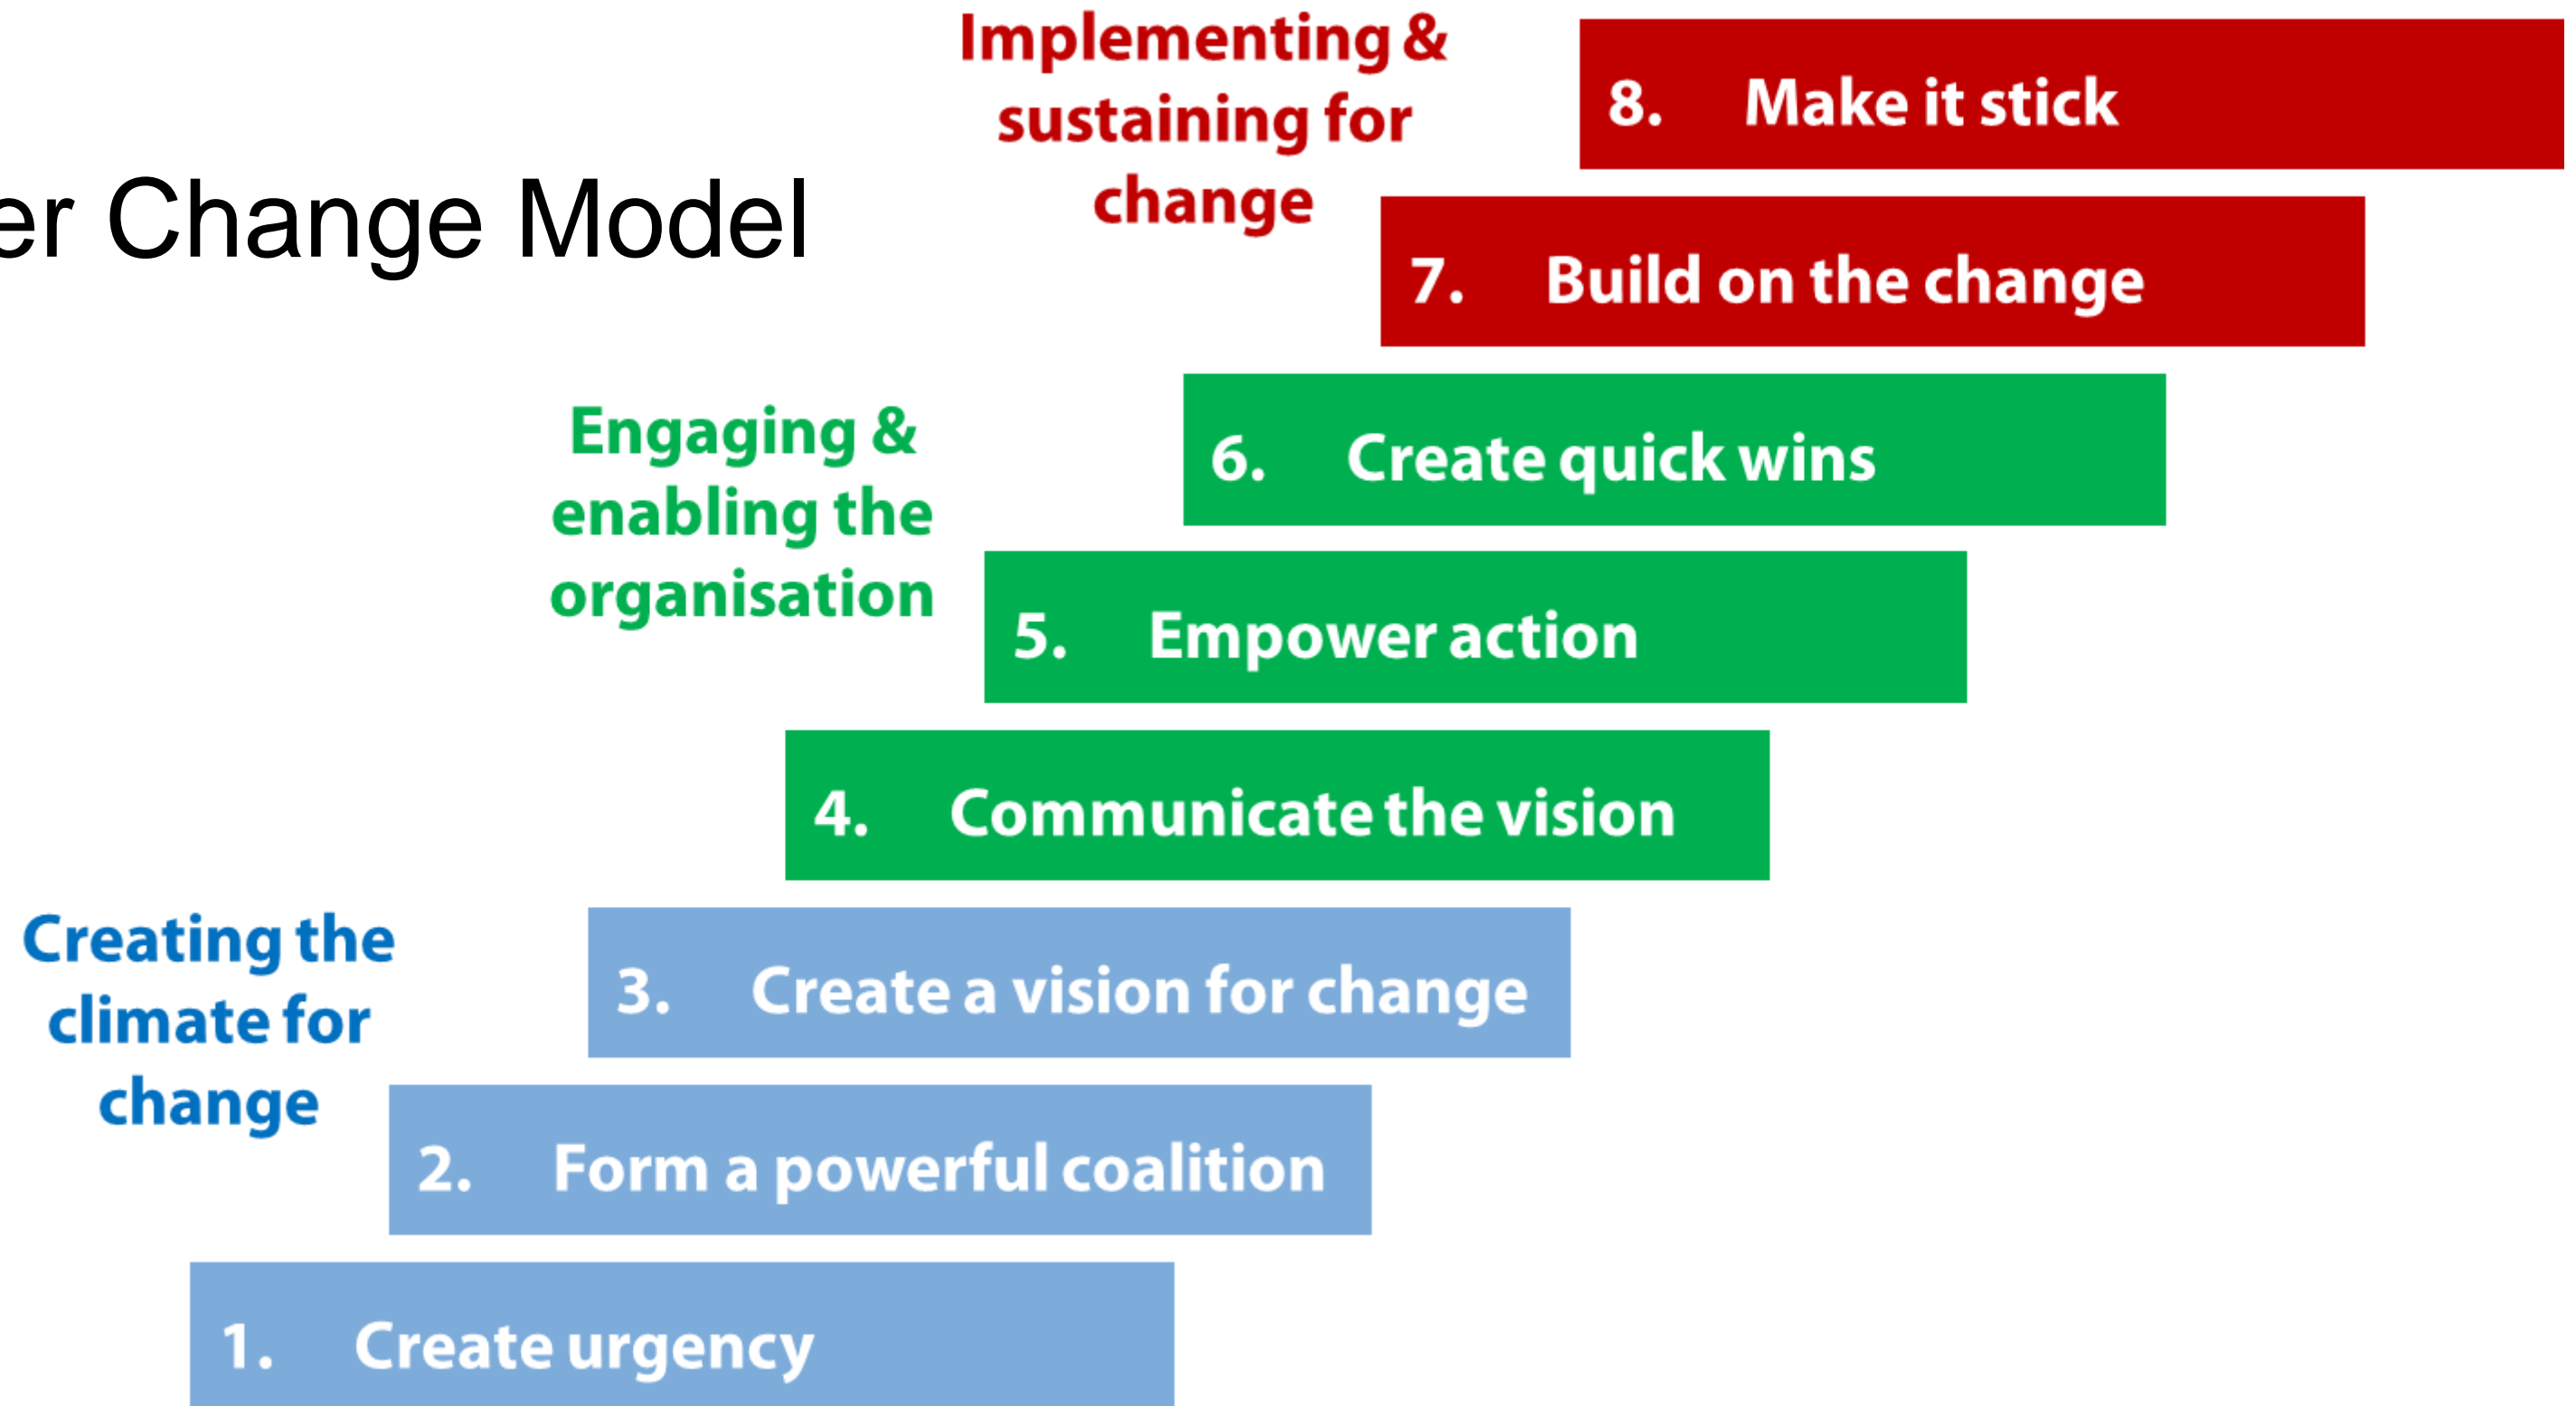 er Change Model
Implementing &
sustaining for
change
8. Make it stick
7. Build on the change
Engaging &
enabling the
organisation
6. Create quick wins
5. Empower action
4. Communicate the vision
Creating the
climate for
change
3. Create a vision for change
2. Form a powerful coalition
1. Create urgency